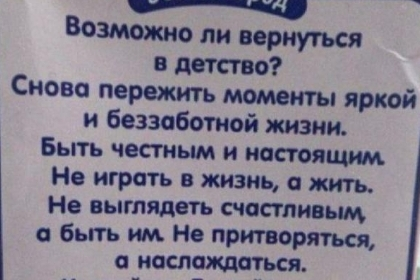 Возможно ли вернуться
в детство?
Снова пережить моменты яркой
и беззаботной жизни.
Быть честным и настоящим.
Не играть в жизнь, а жить.
Не выглядеть счастливым,
а быть им. Не притворяться,
а наслаждаться.